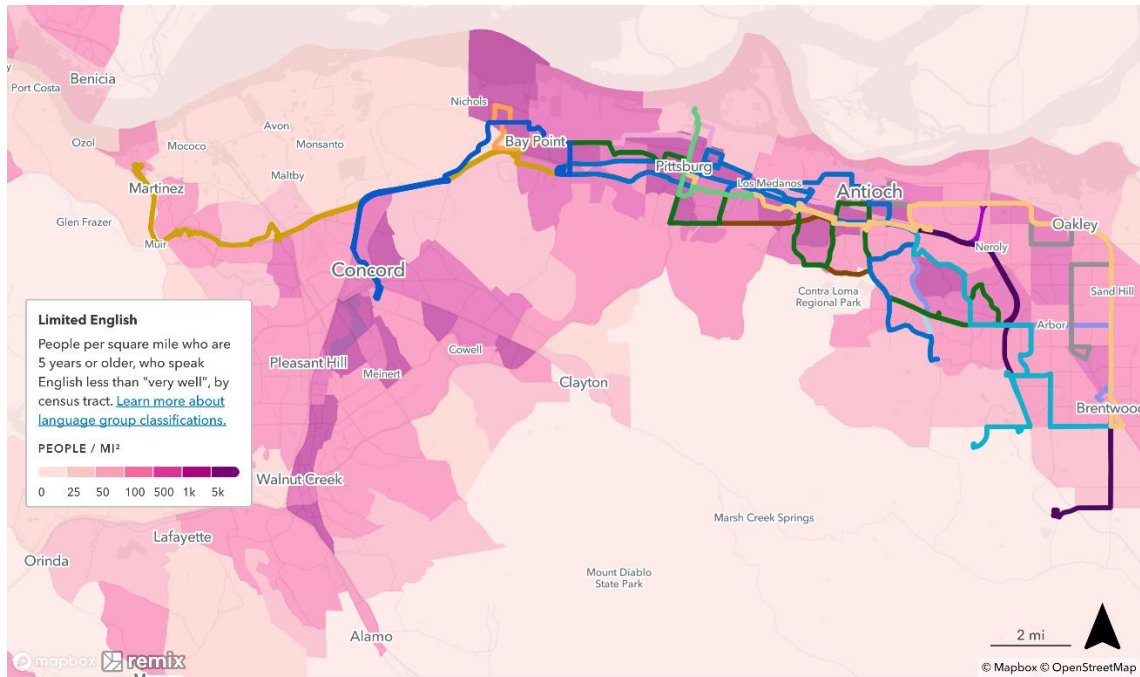 Benicia
y
Port Costa
Nichols
Avon
Ozol
Mococo
Monsanto
Bay Point
Maltby
Pittsburg
Martinez
Los Medanos
Antioch
Glen Frazer
Muir
Oakley
Neroly
Concord
Contra Loma
Regional Park
Sand Hill
Limited English
People per square mile who are
5 years or older, who speak
English less than "very well", by
census tract. Learn more about
language group classifications.
PEOPLE / MI²
0 25 50 100 500 1k 5k
Arbor
Cowell
Pleasant Hill
Meinert
Clayton
Brentwood
Walnut Creek
Marsh Creek Springs
Lafayette
Orinda
Mount Diablo
State Park
Alamo
2 mi
mapbox remix
© Mapbox © OpenStreetMap